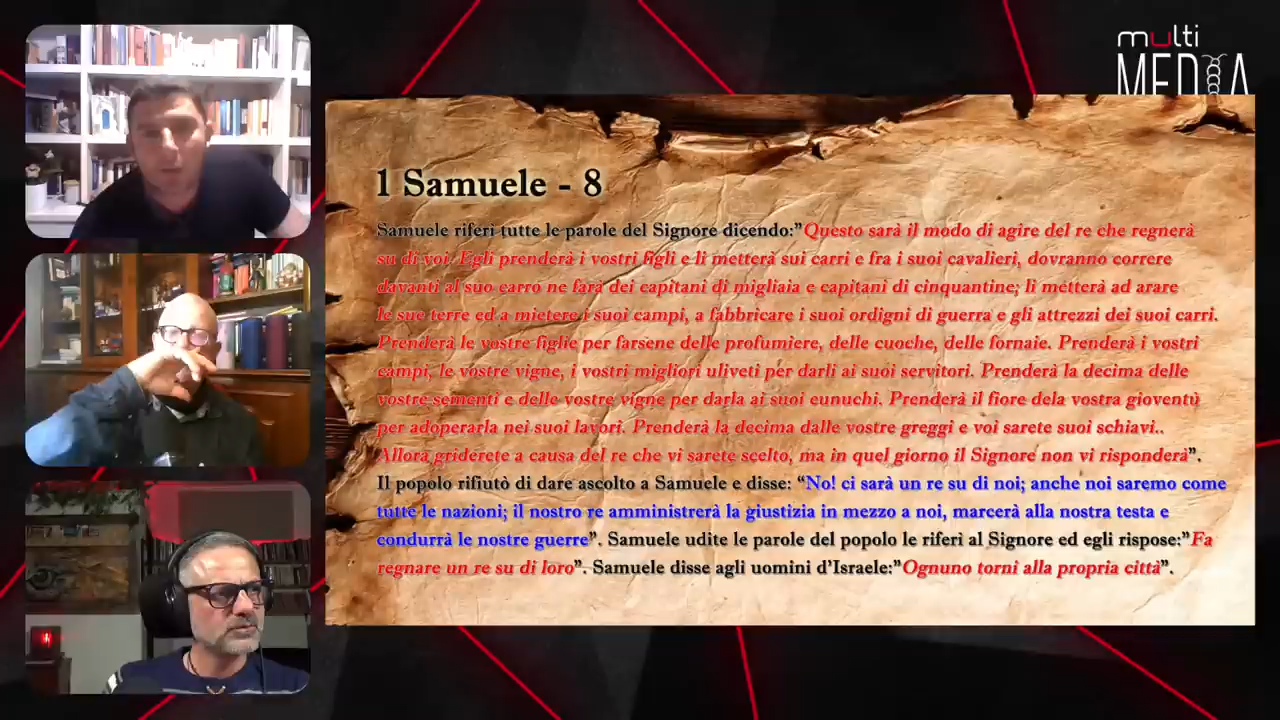 multi
MEDIA
1 Samuele - 8
Samuele riferì tutte le parole del Signore dicendo:”Questo sarà il modo di agire del re che regnerà
su di voi. Egli prenderà i vostri figli e li metterà sui carri e fra i suoi cavalieri, dovranno correre
davanti al suo carro ne farà dei capitani di migliaia e capitani di cinquantine; li metterà ad arare
le sue terre ed a mietere i suoi campi, a fabbricare i suoi ordigni di guerra e gli attrezzi dei suoi carri.
Prenderà le vostre figlie per farsene delle profumiere, delle cuoche, delle fornaie. Prenderà i vostri
campi, le vostre vigne, i vostri migliori uliveti per darli ai suoi servitori. Prenderà la decima delle
vostre sementi e delle vostre vigne per darla ai suoi eunuchi. Prenderà il fiore dela vostra gioventù
per adoperarla nei suoi lavori. Prenderà la decima dalle vostre greggi e voi sarete suoi schiavi..
Allora griderete a causa del re che vi sarete scelto, ma in quel giorno il Signore non vi risponderà”.
Il popolo rifiutò di dare ascolto a Samuele e disse: “No! ci sarà un re su di noi; anche noi saremo come
tutte le nazioni; il nostro re amministrerà la giustizia in mezzo a noi, marcerà alla nostra testa e
condurrà le nostre guerre”. Samuele udite le parole del popolo le riferì al Signore ed egli rispose:”Fa
regnare un re su di loro”. Samuele disse agli uomini d’Israele:”Ognuno torni alla propria città”.